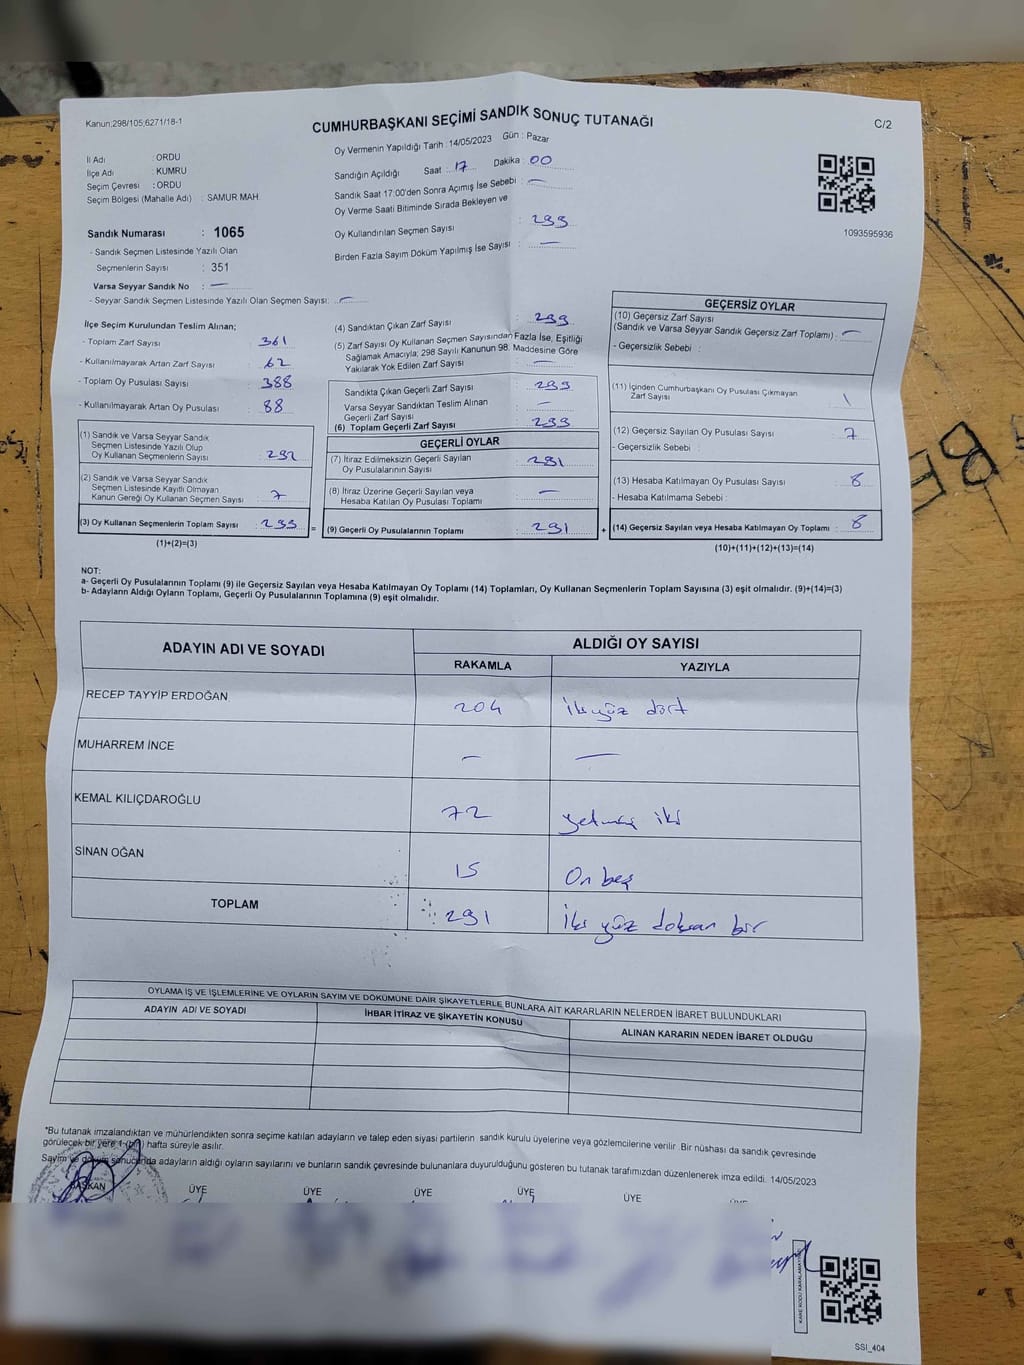 Kanun;298/105;6271/18-1
CUMHURBAŞKANI SEÇİMİ SANDIK SONUÇ TUTANAĞI
C/2
İl Adı : ORDU
İlçe Adı : KUMRU
Seçim Çevresi : ORDU
Seçim Bölgesi (Mahalle Adı) : SAMUR MAH.
Sandık Numarası : 1065
- Sandık Seçmen Listesinde Yazılı Olan
Seçmenlerin Sayısı : 351
Varsa Seyyar Sandık No : —
- Seyyar Sandık Seçmen Listesinde Yazılı Olan Seçmen Sayısı: —
Oy Vermenin Yapıldığı Tarih :14/05/2023 Gün : Pazar
Sandığın Açıldığı Saat : 17 Dakika : 00
Sandık Saat 17:00'den Sonra Açımış İse Sebebi : —
Oy Verme Saati Bitiminde Sırada Bekleyen ve
Oy Kullandırılan Seçmen Sayısı : 299
Birden Fazla Sayım Döküm Yapılmış İse Sayısı : —
1093595936
İlçe Seçim Kurulundan Teslim Alınan;
- Toplam Zarf Sayısı : 361
- Kullanılmayarak Artan Zarf Sayısı : 62
- Toplam Oy Pusulası Sayısı : 388
- Kullanılmayarak Artan Oy Pusulası : 88
(1) Sandık ve Varsa Seyyar Sandık
Seçmen Listesinde Yazılı Olup
Oy Kullanan Seçmenlerin Sayısı : 292
(2) Sandık ve Varsa Seyyar Sandık
Seçmen Listesinde Kayıtlı Olmayan
Kanun Gereği Oy Kullanan Seçmen Sayısı : 7
(3) Oy Kullanan Seçmenlerin Toplam Sayısı : 299 =
(1)+(2)=(3)
(4) Sandıktan Çıkan Zarf Sayısı : 299
(5) Zarf Sayısı Oy Kullanan Seçmen Sayısından Fazla İse, Eşitliği
Sağlamak Amacıyla; 298 Sayılı Kanunun 98. Maddesine Göre
Yakılarak Yok Edilen Zarf Sayısı : —
Sandıkta Çıkan Geçerli Zarf Sayısı : 299
Varsa Seyyar Sandıktan Teslim Alınan
Geçerli Zarf Sayısı : —
(6) Toplam Geçerli Zarf Sayısı : 299
GEÇERLİ OYLAR
(7) İtiraz Edilmeksizin Geçerli Sayılan
Oy Pusulalarının Sayısı : 291
(8) İtiraz Üzerine Geçerli Sayılan veya
Hesaba Katılan Oy Pusulası Toplamı : —
(9) Geçerli Oy Pusulalarının Toplamı : 291 +
GEÇERSİZ OYLAR
(10) Geçersiz Zarf Sayısı
(Sandık ve Varsa Seyyar Sandık Geçersiz Zarf Toplamı) : —
- Geçersizlik Sebebi :
(11) İçinden Cumhurbaşkanı Oy Pusulası Çıkmayan
Zarf Sayısı : 1
(12) Geçersiz Sayılan Oy Pusulası Sayısı : 7
- Geçersizlik Sebebi :
(13) Hesaba Katılmayan Oy Pusulası Sayısı : 8
- Hesaba Katılmama Sebebi :
(14) Geçersiz Sayılan veya Hesaba Katılmayan Oy Toplamı : 8
(10)+(11)+(12)+(13)=(14)
NOT:
a- Geçerli Oy Pusulalarının Toplamı (9) ile Geçersiz Sayılan veya Hesaba Katılmayan Oy Toplamı (14) Toplamları, Oy Kullanan Seçmenlerin Toplam Sayısına (3) eşit olmalıdır. (9)+(14)=(3)
b- Adayların Aldığı Oyların Toplamı, Geçerli Oy Pusulalarının Toplamına (9) eşit olmalıdır.
ADAYIN ADI VE SOYADI ALDIĞI OY SAYISI
RAKAMLA YAZIYLA
RECEP TAYYİP ERDOĞAN 204 İki yüz dört
MUHARREM İNCE — —
KEMAL KILIÇDAROĞLU 72 yetmiş iki
SİNAN OĞAN 15 On beş
TOPLAM 291 İki yüz doksan bir
OYLAMA İŞ VE İŞLEMLERİNE VE OYLARIN SAYIM VE DÖKÜMÜNE DAİR ŞİKAYETLERLE BUNLARA AİT KARARLARIN NELERDEN İBARET BULUNDUKLARI
ADAYIN ADI VE SOYADI İHBAR İTİRAZ VE ŞİKAYETİN KONUSU ALINAN KARARIN NEDEN İBARET OLDUĞU
*Bu tutanak imzalandıktan ve mühürlendikten sonra seçime katılan adayların ve talep eden siyasi partilerin sandık kurulu üyelerine veya gözlemcilerine verilir. Bir nüshası da sandık çevresinde
görülecek bir yere 1 (bir) hafta süreyle asılır.
Sayım ve döküm sonucunda adayların aldığı oyların sayılarını ve bunların sandık çevresinde bulunanlara duyurulduğunu gösteren bu tutanak tarafımızdan düzenlenerek imza edildi. 14/05/2023
BAŞKAN ÜYE ÜYE ÜYE ÜYE ÜYE ÜYE
KARE KODU KARALAMAYINIZ
SSI_404